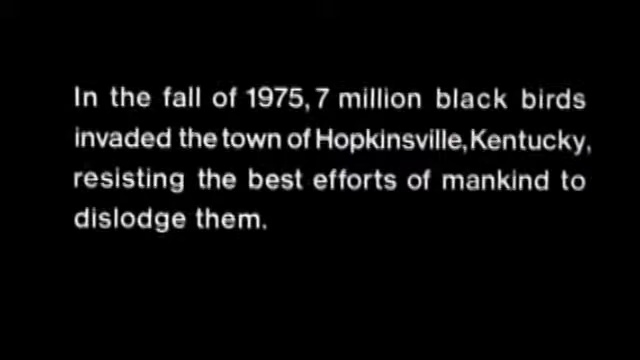 In the fall of 1975, 7 million black birds
invaded the town of Hopkinsville, Kentucky,
resisting the best efforts of mankind to
dislodge them.